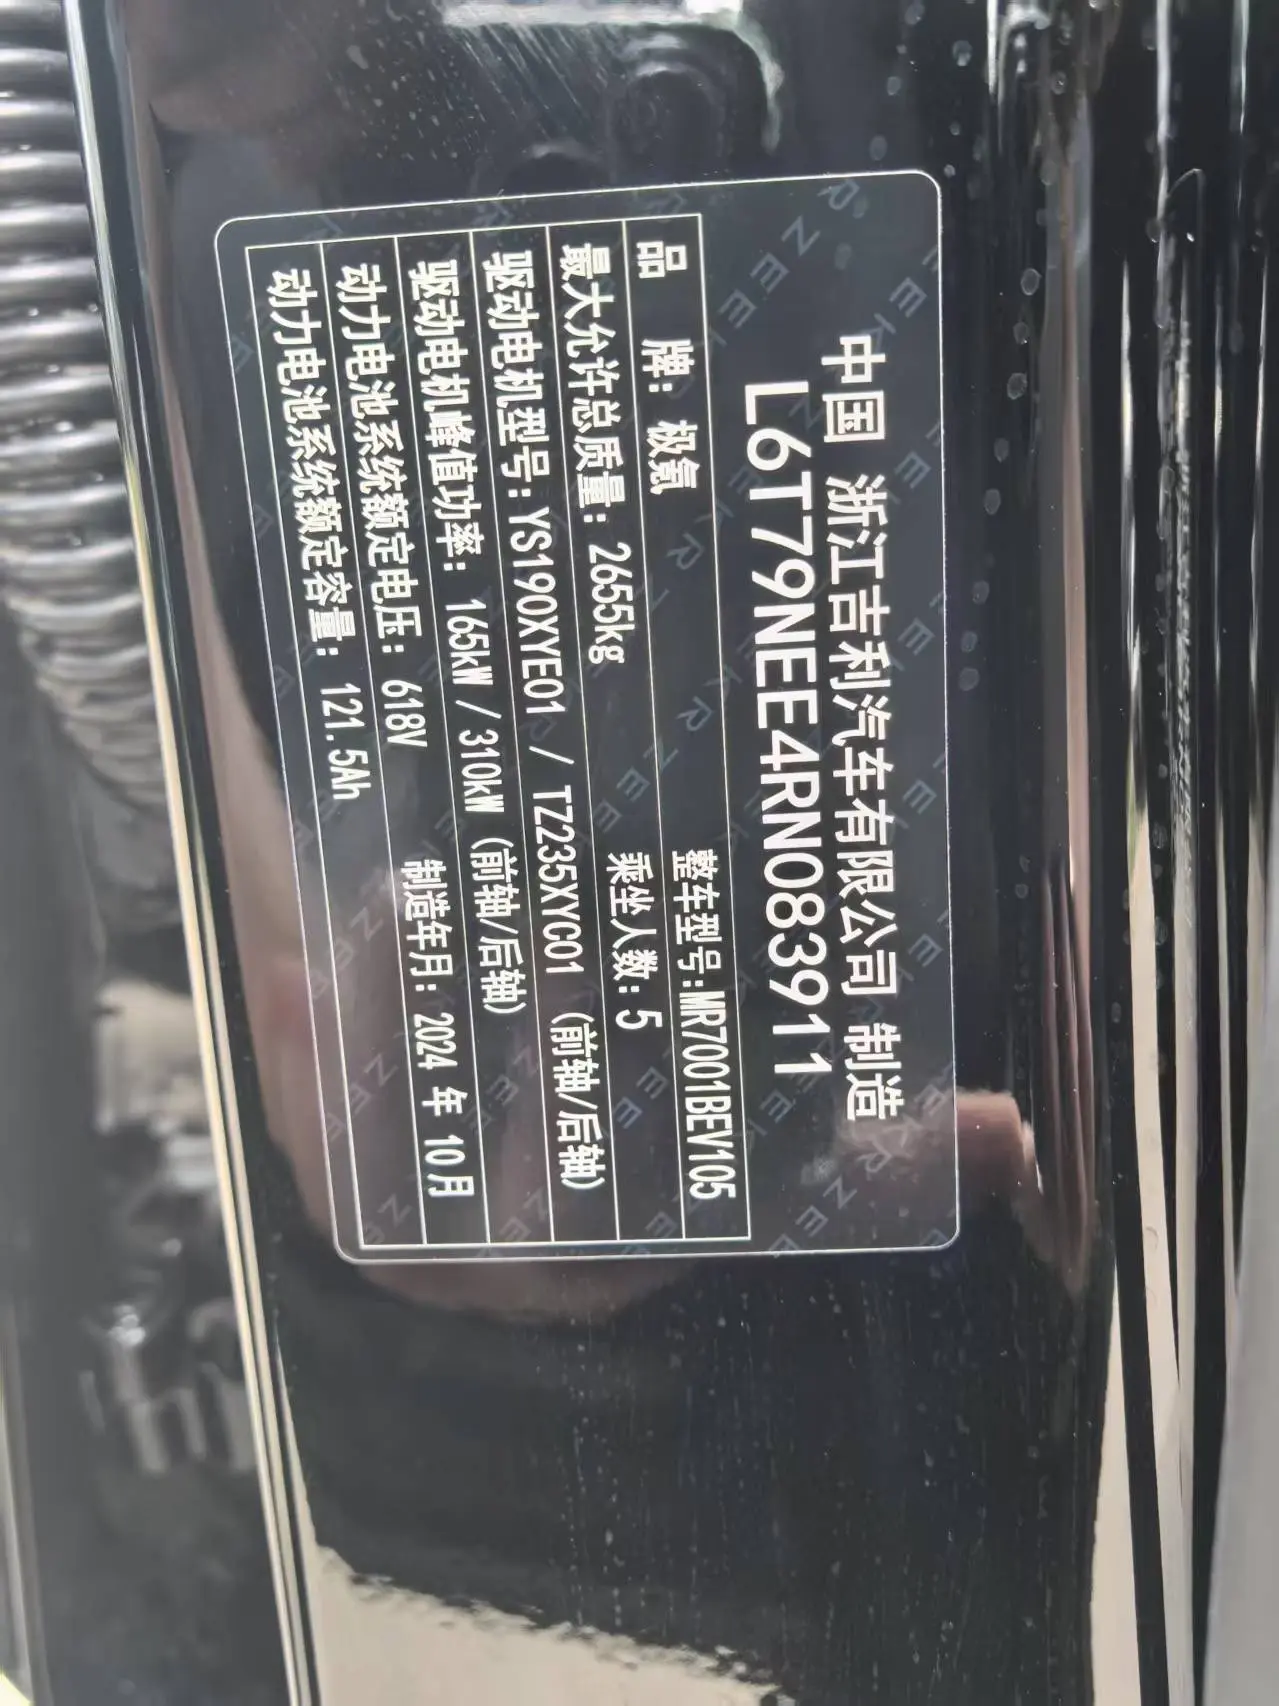 中国 浙江吉利汽车有限公司 制造
L6T79NEE4RN083911
品 牌：极氪 整车型号：MR7001BEV105
最大允许总质量：2655kg 乘坐人数：5
驱动电机型号：YS190XYE01 / TZ235XYC01 (前轴/后轴)
驱动电机峰值功率：165kW / 310kW (前轴/后轴)
动力电池系统额定电压：618V 制造年月：2024 年 10月
动力电池系统额定容量：121.5Ah
ZEEKR